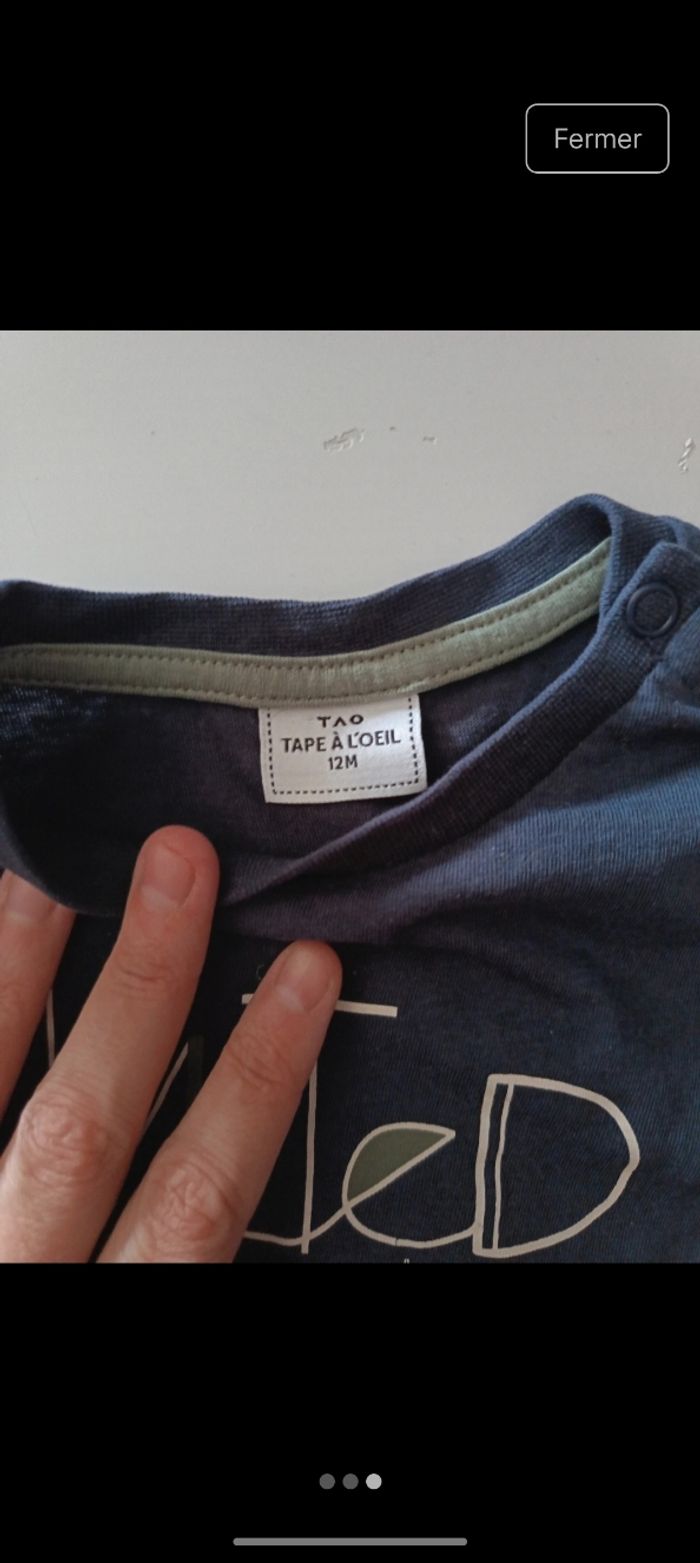 Fermer
TAO
TAPE À L'OEIL
12M